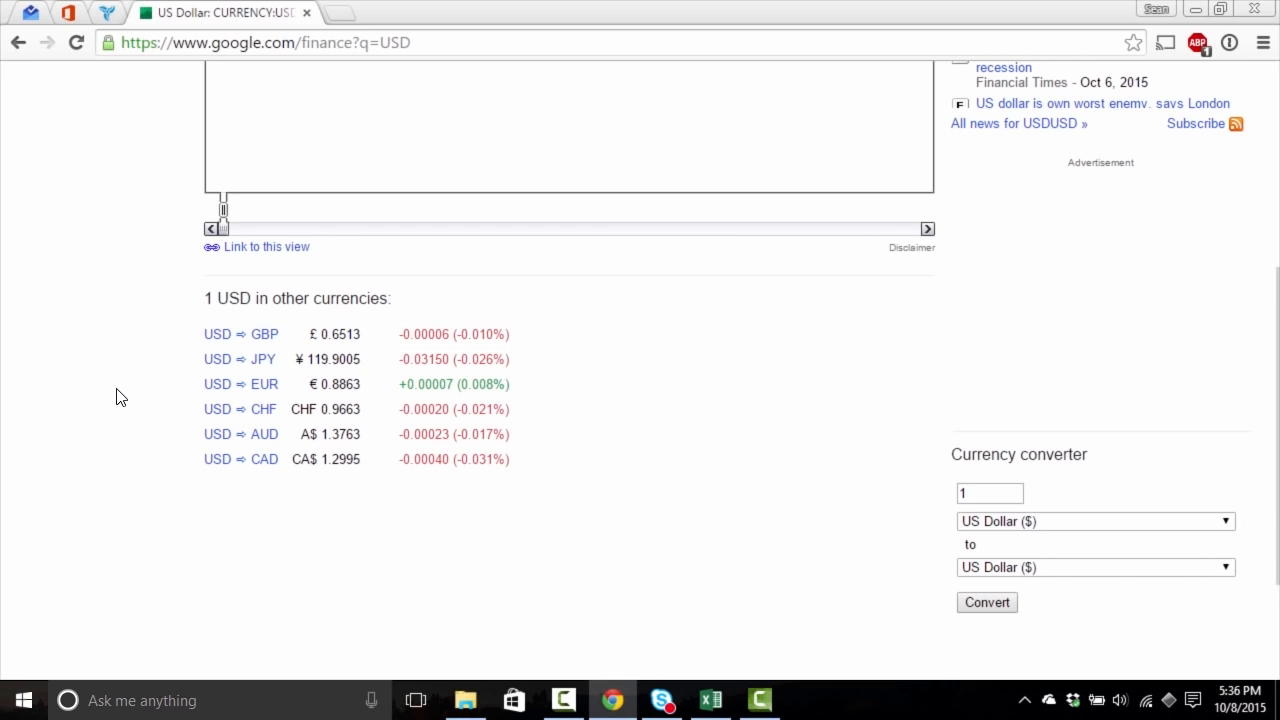 US Dollar: CURRENCY:USD
Sean
https://www.google.com/finance?q=USD
ABP
1
recession
Financial Times - Oct 6, 2015
F US dollar is own worst enemy, says London
All news for USDUSD »
Subscribe
Advertisement
Link to this view
Disclaimer
1 USD in other currencies:
USD ⇨ GBP £ 0.6513 -0.00006 (-0.010%)
USD ⇨ JPY ¥ 119.9005 -0.03150 (-0.026%)
USD ⇨ EUR € 0.8863 +0.00007 (0.008%)
USD ⇨ CHF CHF 0.9663 -0.00020 (-0.021%)
USD ⇨ AUD A$ 1.3763 -0.00023 (-0.017%)
USD ⇨ CAD CA$ 1.2995 -0.00040 (-0.031%)
Currency converter
1
US Dollar ($)
to
US Dollar ($)
Convert
Ask me anything
5:36 PM
10/8/2015